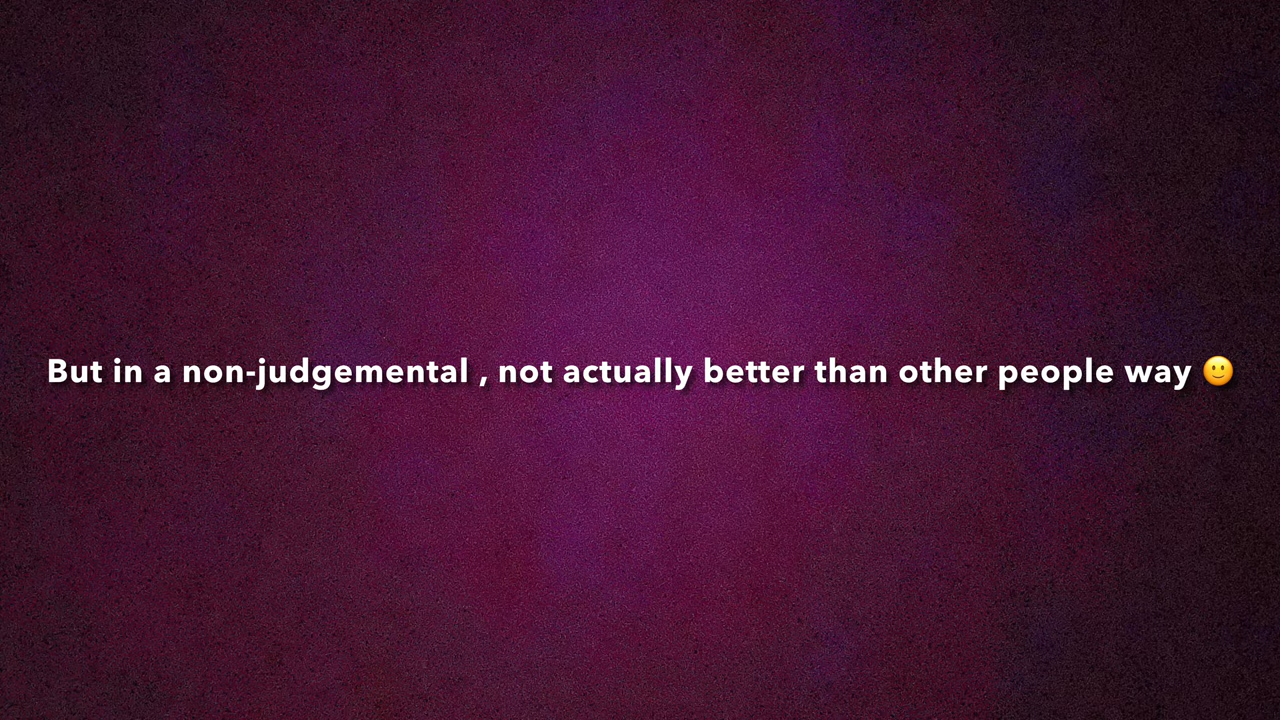 But in a non-judgemental , not actually better than other people way 🙂